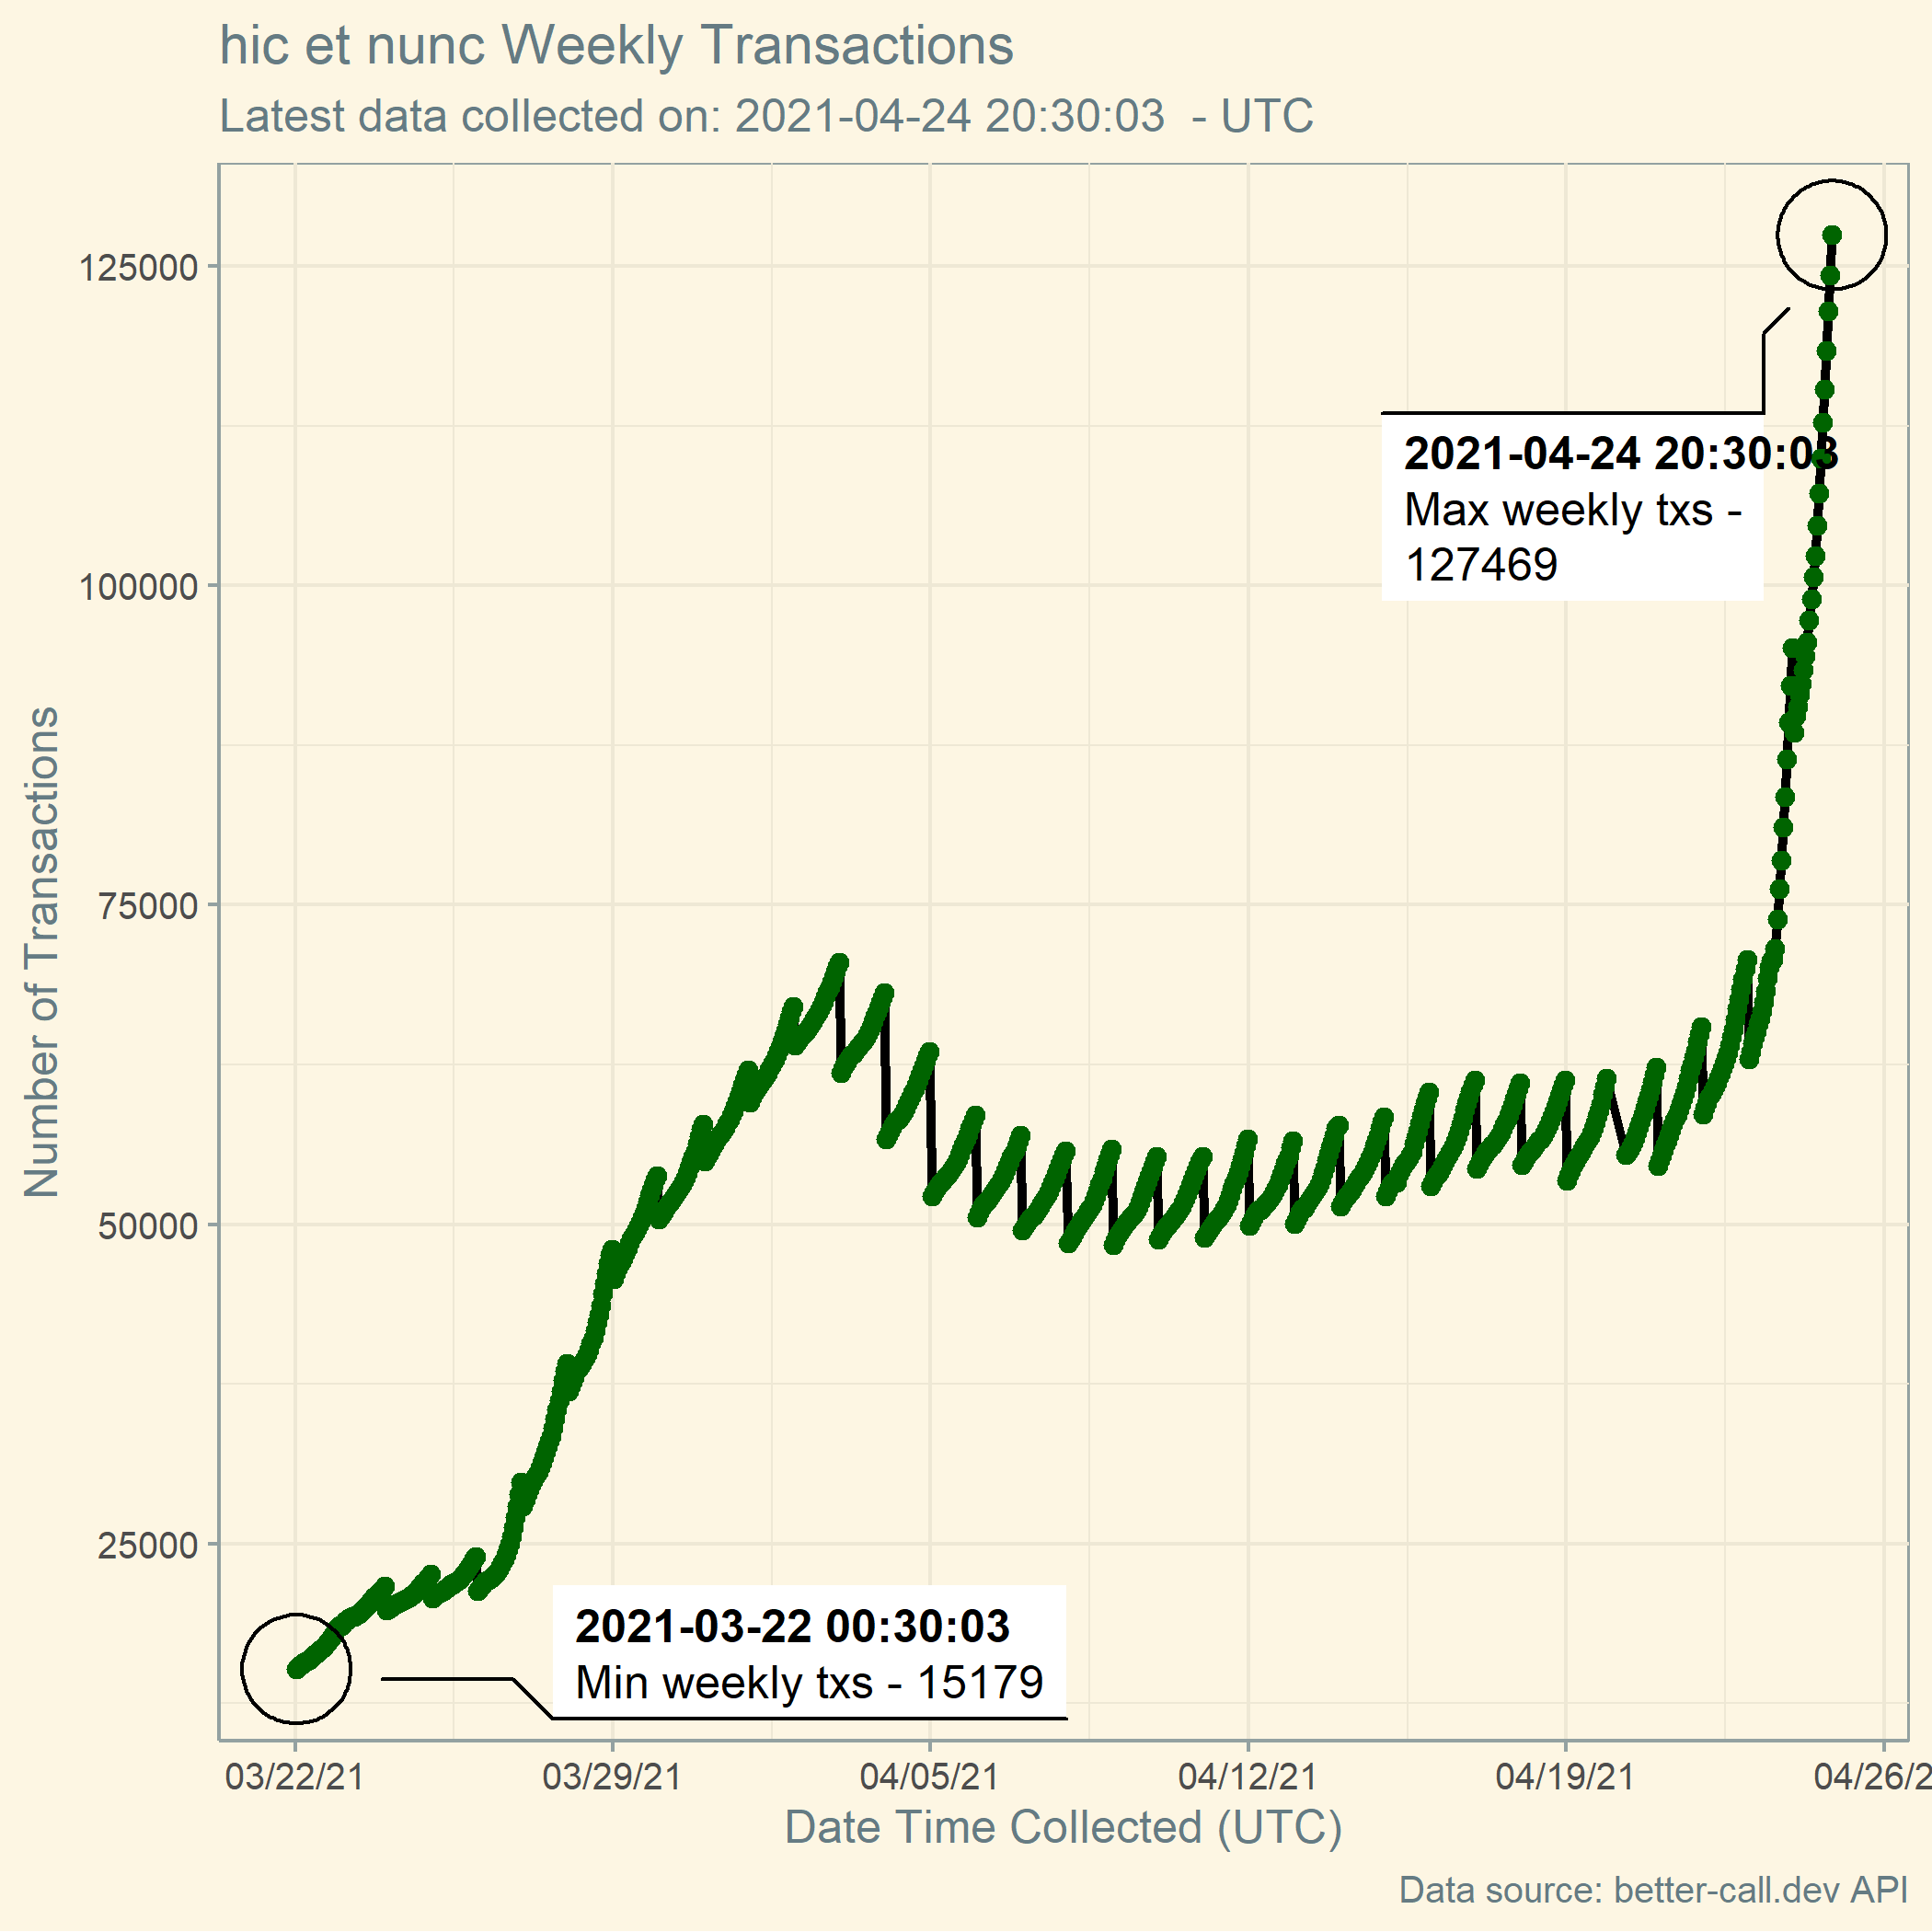 hic et nunc Weekly Transactions
Latest data collected on: 2021-04-24 20:30:03 - UTC
Number of Transactions
125000
100000
75000
50000
25000
2021-04-24 20:30:03
Max weekly txs -
127469
2021-03-22 00:30:03
Min weekly txs - 15179
03/22/21 03/29/21 04/05/21 04/12/21 04/19/21 04/26/2
Date Time Collected (UTC)
Data source: better-call.dev API